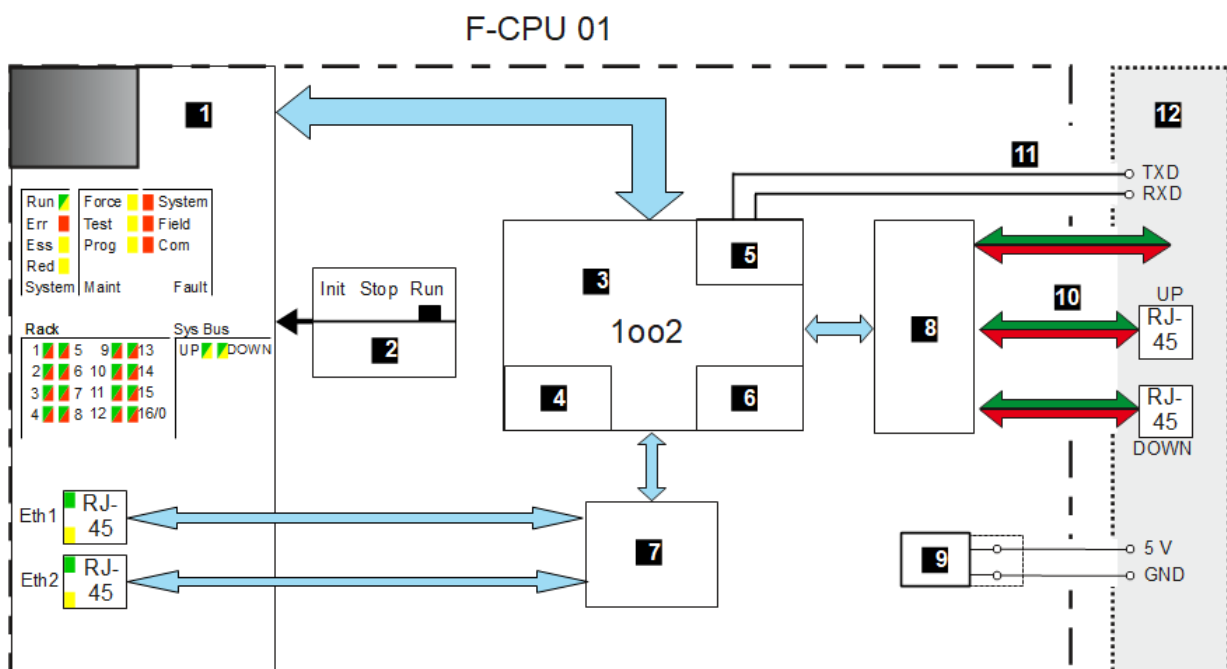 F-CPU 01
1
12
11
TXD
RXD
Run Force System
Err Test Field
Ess Prog Com
Red
System Maint Fault
5
3
1oo2
Init Stop Run
2
4
6
8
10
UP
RJ-
45
RJ-
45
DOWN
Rack Sys Bus
1 5 9 13 UP DOWN
2 6 10 14
3 7 11 15
4 8 12 16/0
Eth1 RJ-
45
Eth2 RJ-
45
7
9
5 V
GND